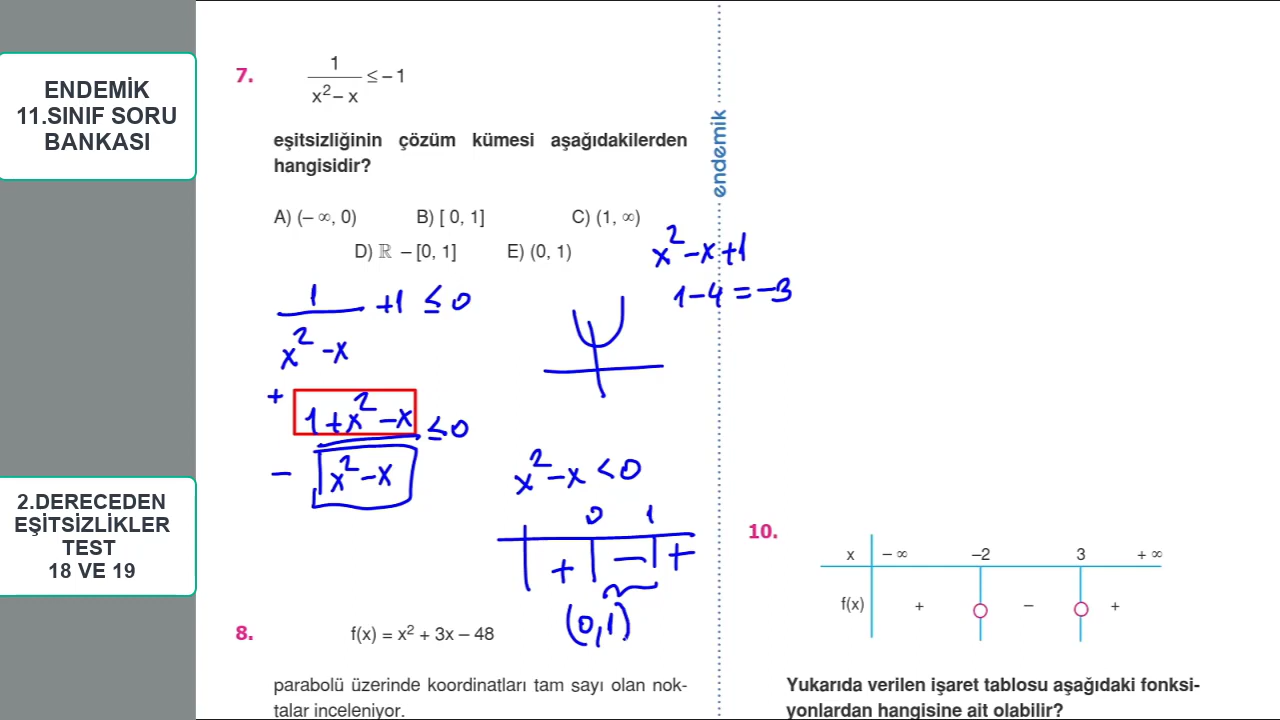 ENDEMİK
11.SINIF SORU
BANKASI
2.DERECEDEN
EŞİTSİZLİKLER
TEST
18 VE 19
7.
1
x² – x
≤ – 1
eşitsizliğinin çözüm kümesi aşağıdakilerden
hangisidir?
A) (– ∞, 0) B) [ 0, 1] C) (1, ∞)
D) ℝ – [0, 1] E) (0, 1)
1
x² - x
+1 ≤ 0
+
1 + x² - x
≤ 0
-
x² - x
x² - x + 1
1 - 4 = -3
x² - x < 0
0 1
+ - +
(0,1)
8.
f(x) = x² + 3x – 48
parabolü üzerinde koordinatları tam sayı olan nok-
talar inceleniyor.
endemik
10.
x – ∞ –2 3 + ∞
f(x) + – +
Yukarıda verilen işaret tablosu aşağıdaki fonksi-
yonlardan hangisine ait olabilir?